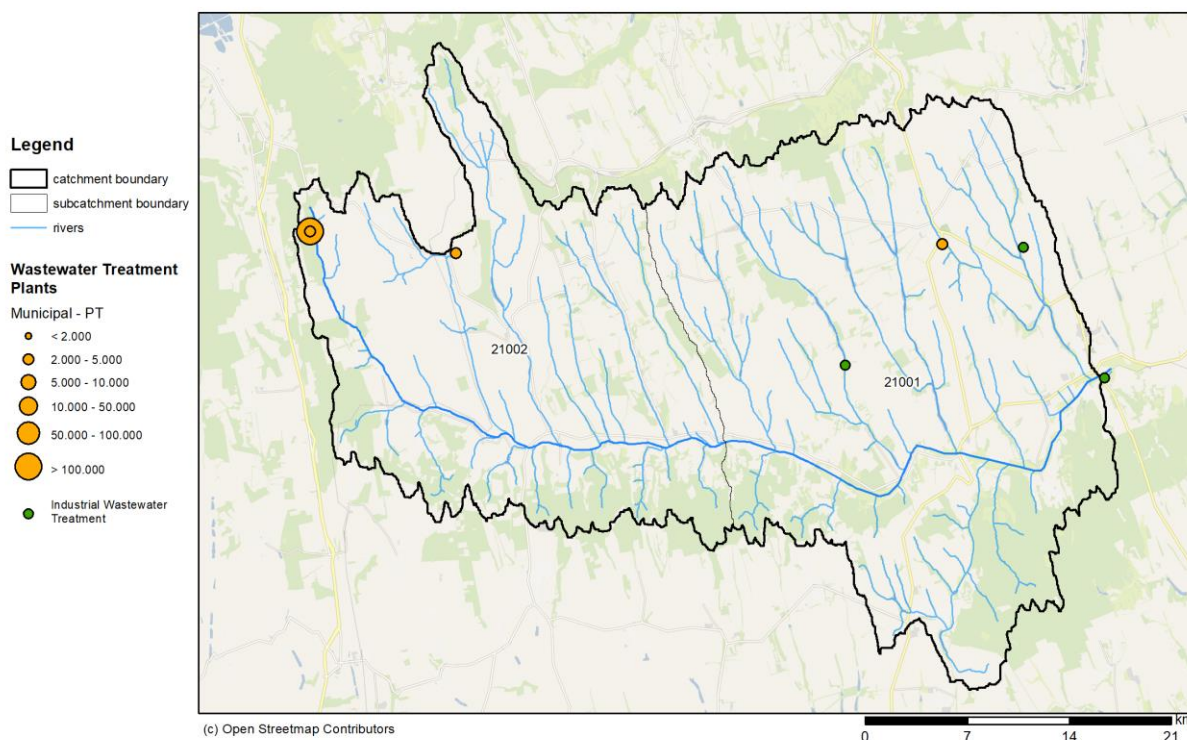 Legend
catchment boundary
subcatchment boundary
rivers
Wastewater Treatment
Plants
Municipal - PT
< 2.000
2.000 - 5.000
5.000 - 10.000
10.000 - 50.000
50.000 - 100.000
> 100.000
Industrial Wastewater
Treatment
21002
21001
(c) Open Streetmap Contributors
km
0 7 14 21